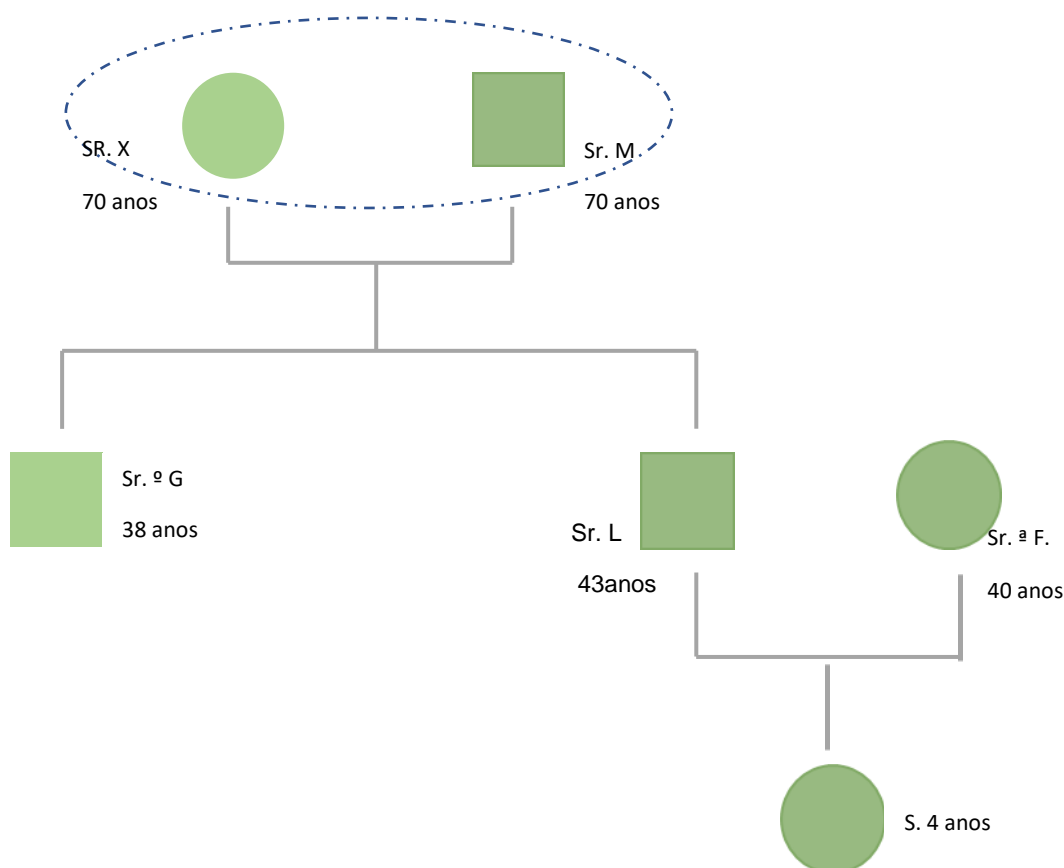 SR. X
70 anos
Sr. M
70 anos
Sr. º G
38 anos
Sr. L
43anos
Sr. ª F.
40 anos
S. 4 anos